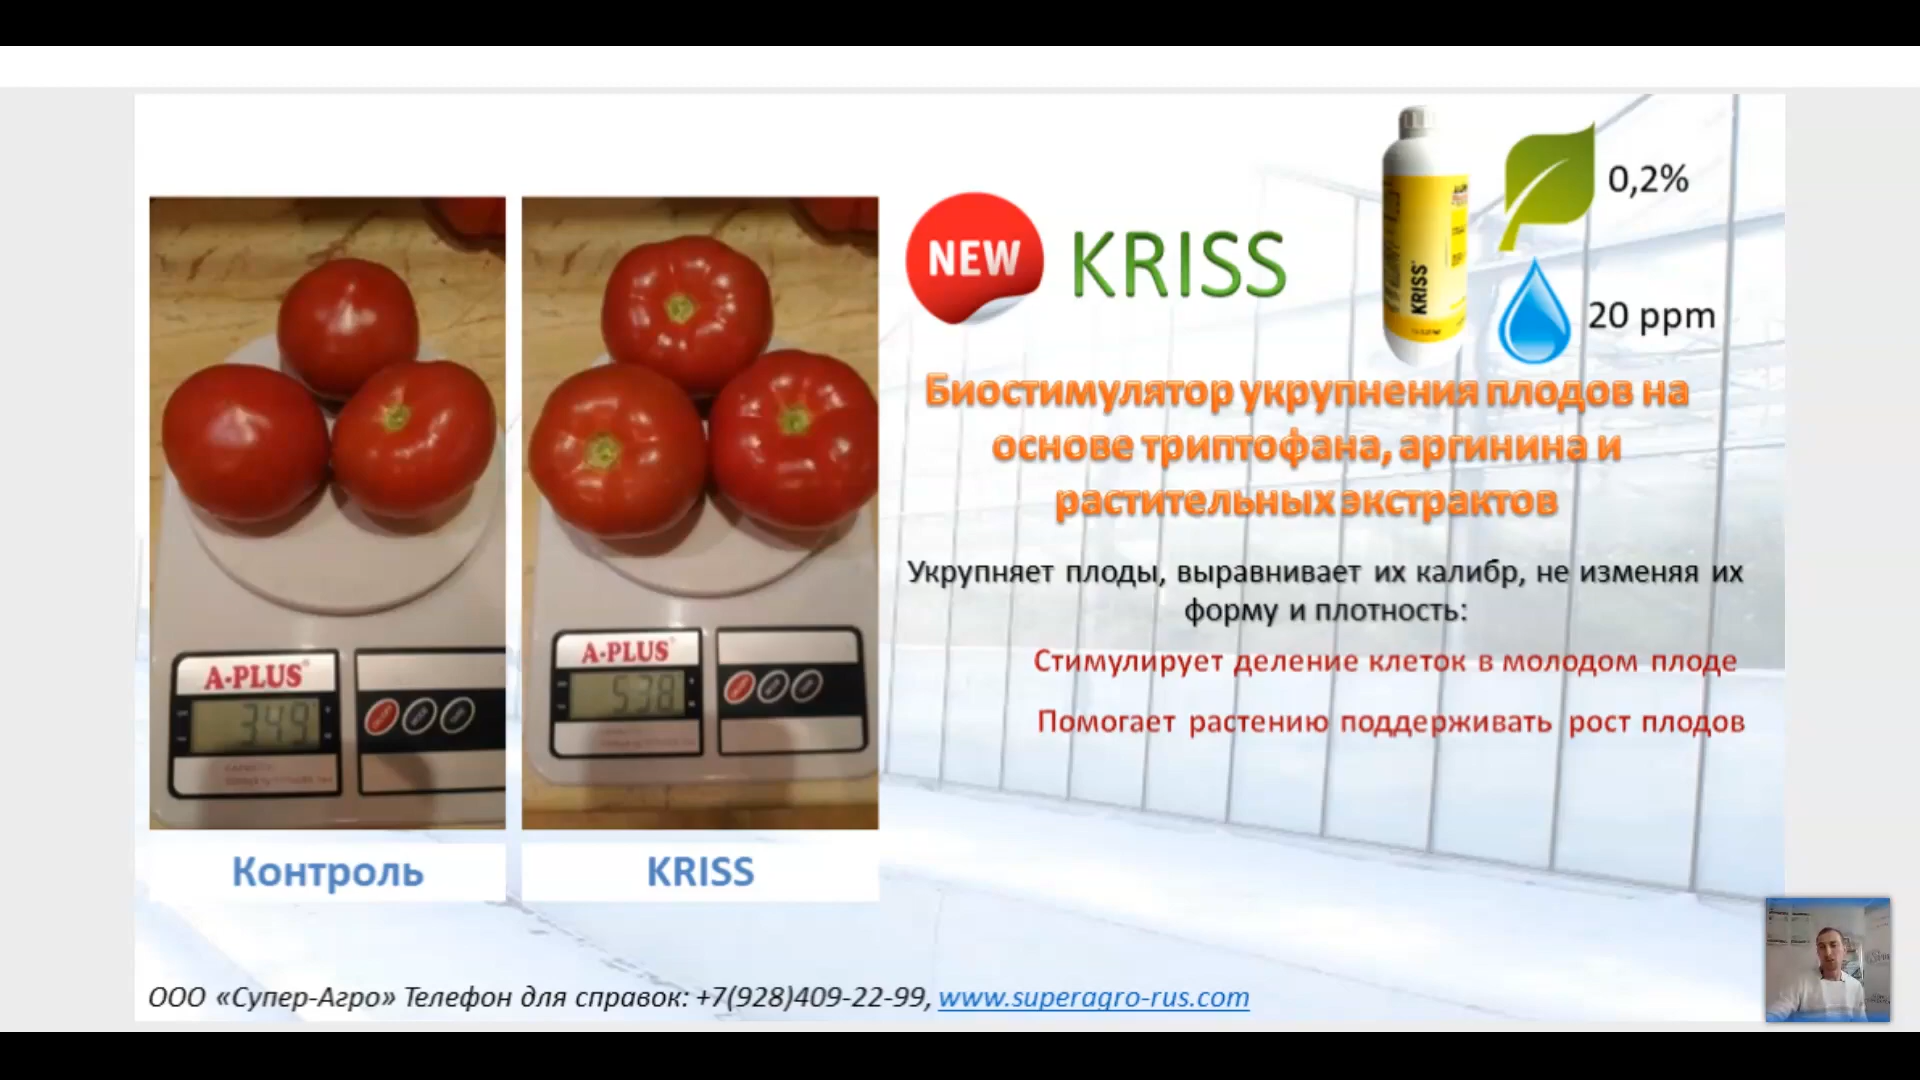 NEW
KRISS
KRISS
0,2%
20 ppm
Биостимулятор укрупнения плодов на
основе триптофана, аргинина и
растительных экстрактов
Укрупняет плоды, выравнивает их калибр, не изменяя их
форму и плотность:
Стимулирует деление клеток в молодом плоде
Помогает растению поддерживать рост плодов
A-PLUS
349
A-PLUS
538
Контроль
KRISS
ООО «Супер-Агро» Телефон для справок: +7(928)409-22-99, www.superagro-rus.com